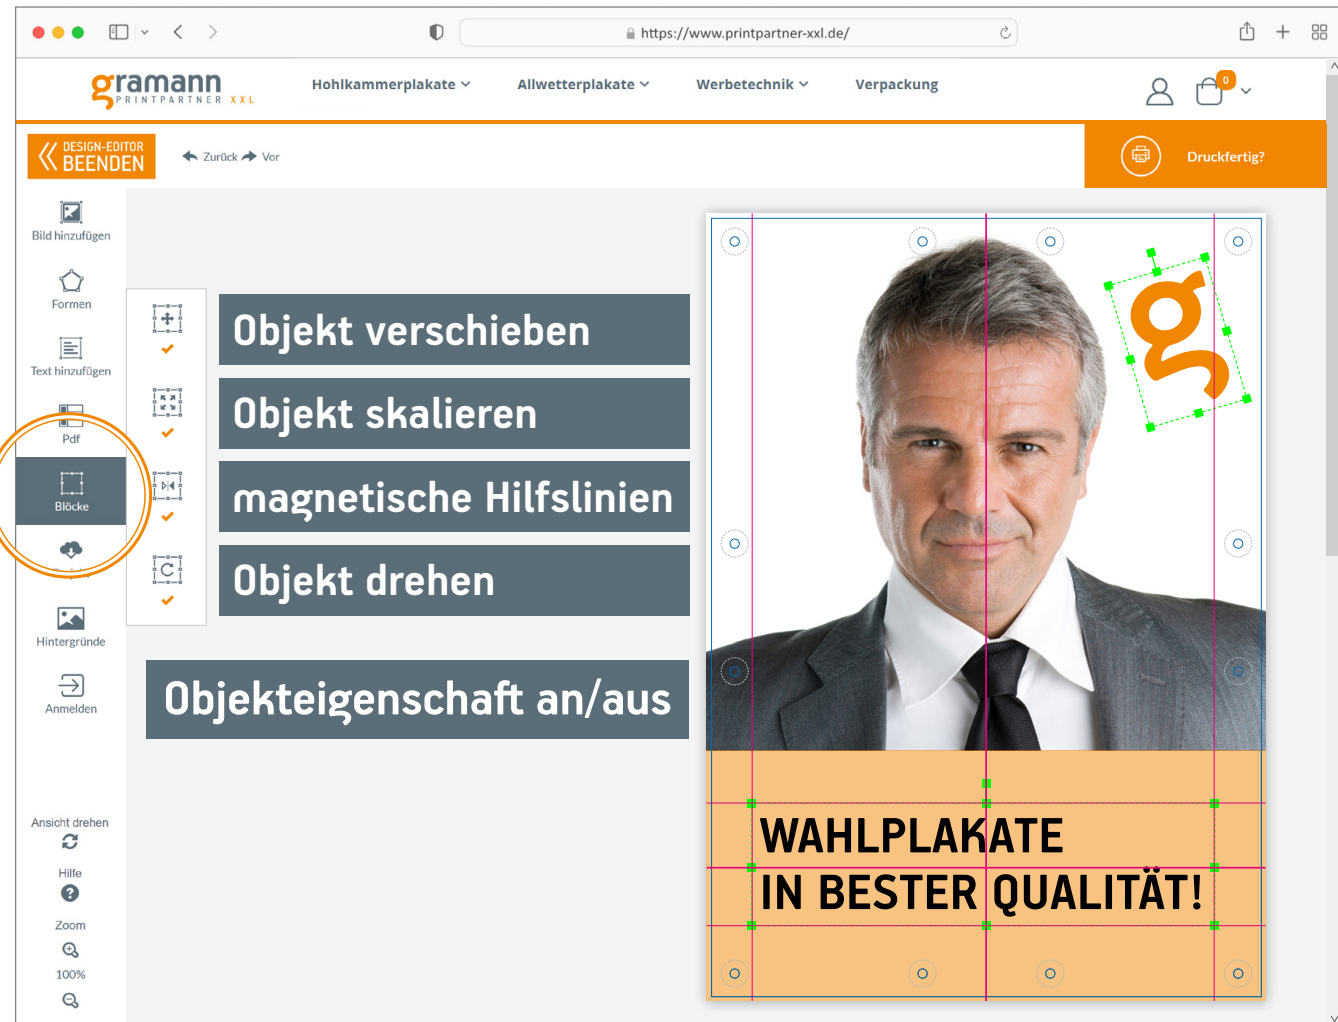 https://www.printpartner-xxl.de/
gramann
PRINTPARTNER XXL
Hohlkammerplakate
Allwetterplakate
Werbetechnik
Verpackung
0
DESIGN-EDITOR
BEENDEN
Zurück
Vor
Druckfertig?
Bild hinzufügen
Formen
Text hinzufügen
Pdf
Blöcke
Hintergründe
Anmelden
Ansicht drehen
Hilfe
Zoom
100%
Objekt verschieben
Objekt skalieren
magnetische Hilfslinien
Objekt drehen
Objekteigenschaft an/aus
g
WAHLPLAKATE
IN BESTER QUALITÄT!